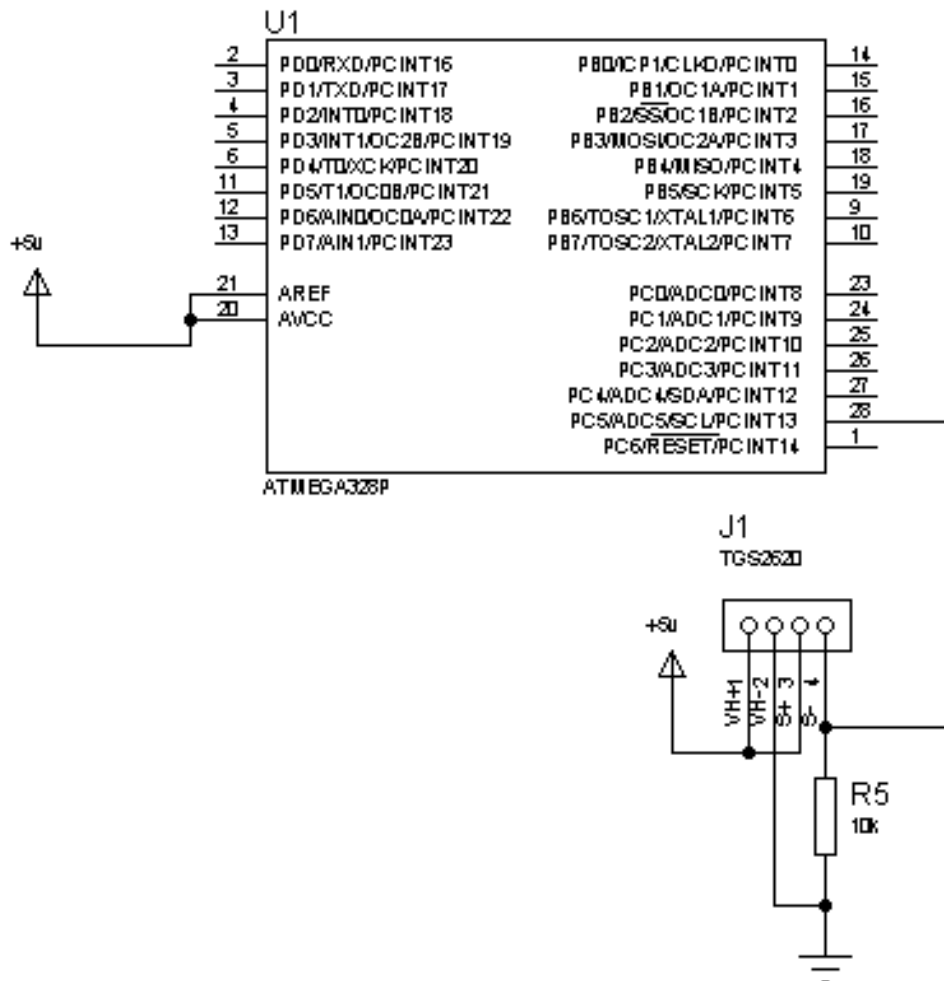 U1
2 PD0/RXD/PCINT16
3 PD1/TXD/PCINT17
4 PD2/INT0/PCINT18
5 PD3/INT1/OC2B/PCINT19
6 PD4/T0/XCK/PCINT20
11 PD5/T1/OC0B/PCINT21
12 PD6/AIN0/OC0A/PCINT22
13 PD7/AIN1/PCINT23
21 AREF
20 AVCC
PB0/ICP1/CLKO/PCINT0 14
PB1/OC1A/PCINT1 15
PB2/SS/OC1B/PCINT2 16
PB3/MOSI/OC2A/PCINT3 17
PB4/MISO/PCINT4 18
PB5/SCK/PCINT5 19
PB6/TOSC1/XTAL1/PCINT6 9
PB7/TOSC2/XTAL2/PCINT7 10
PC0/ADC0/PCINT8 23
PC1/ADC1/PCINT9 24
PC2/ADC2/PCINT10 25
PC3/ADC3/PCINT11 26
PC4/ADC4/SDA/PCINT12 27
PC5/ADC5/SCL/PCINT13 28
PC6/RESET/PCINT14 1
ATMEGA328P
+5u
J1
TGS2620
+5u
VH+1
VH-2
S+ 3
S- 4
R5
10k